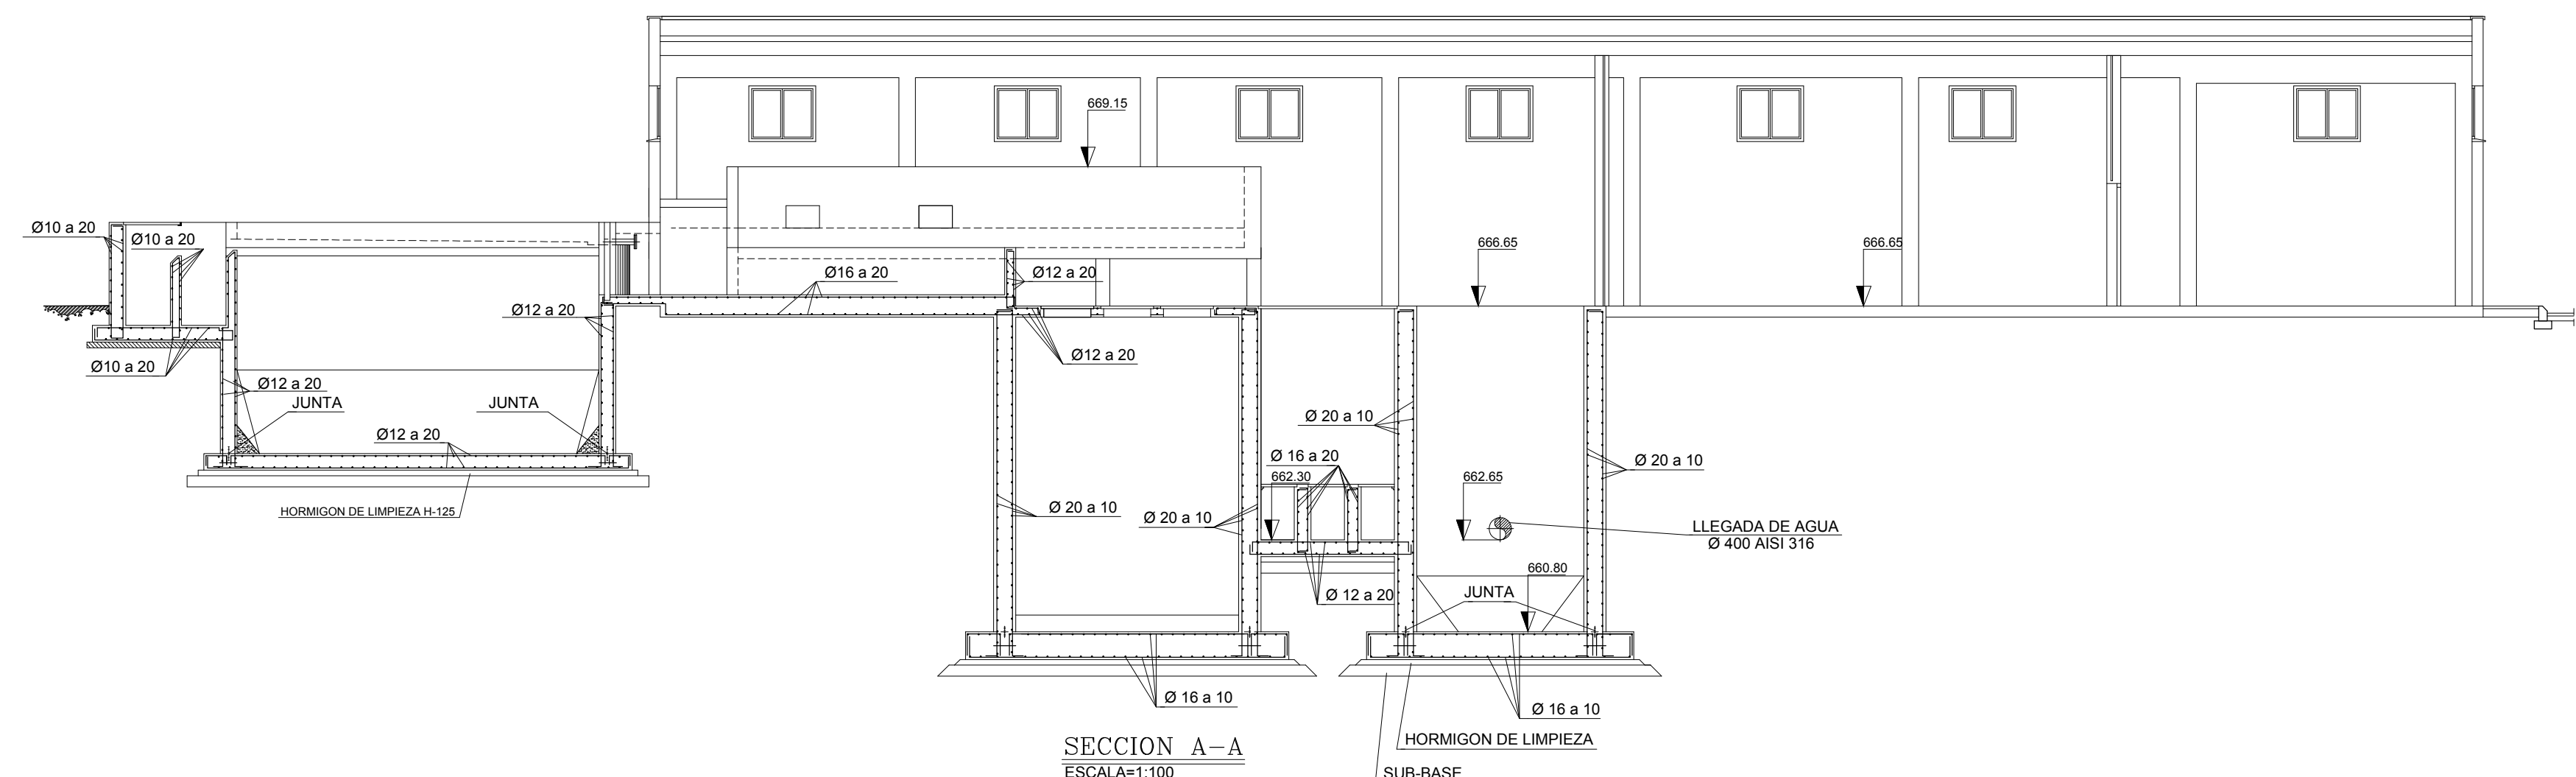 669.15
Ø10 a 20
Ø10 a 20
666.65
666.65
Ø16 a 20
Ø12 a 20
Ø12 a 20
Ø12 a 20
Ø10 a 20
Ø12 a 20
JUNTA
JUNTA
Ø 20 a 10
Ø12 a 20
Ø 16 a 20
Ø 20 a 10
662.30
662.65
HORMIGON DE LIMPIEZA H-125
Ø 20 a 10
Ø 20 a 10
LLEGADA DE AGUA
Ø 400 AISI 316
660.80
Ø 12 a 20
JUNTA
Ø 16 a 10
Ø 16 a 10
HORMIGON DE LIMPIEZA
SECCION A-A
ESCALA=1:100
SUB-BASE